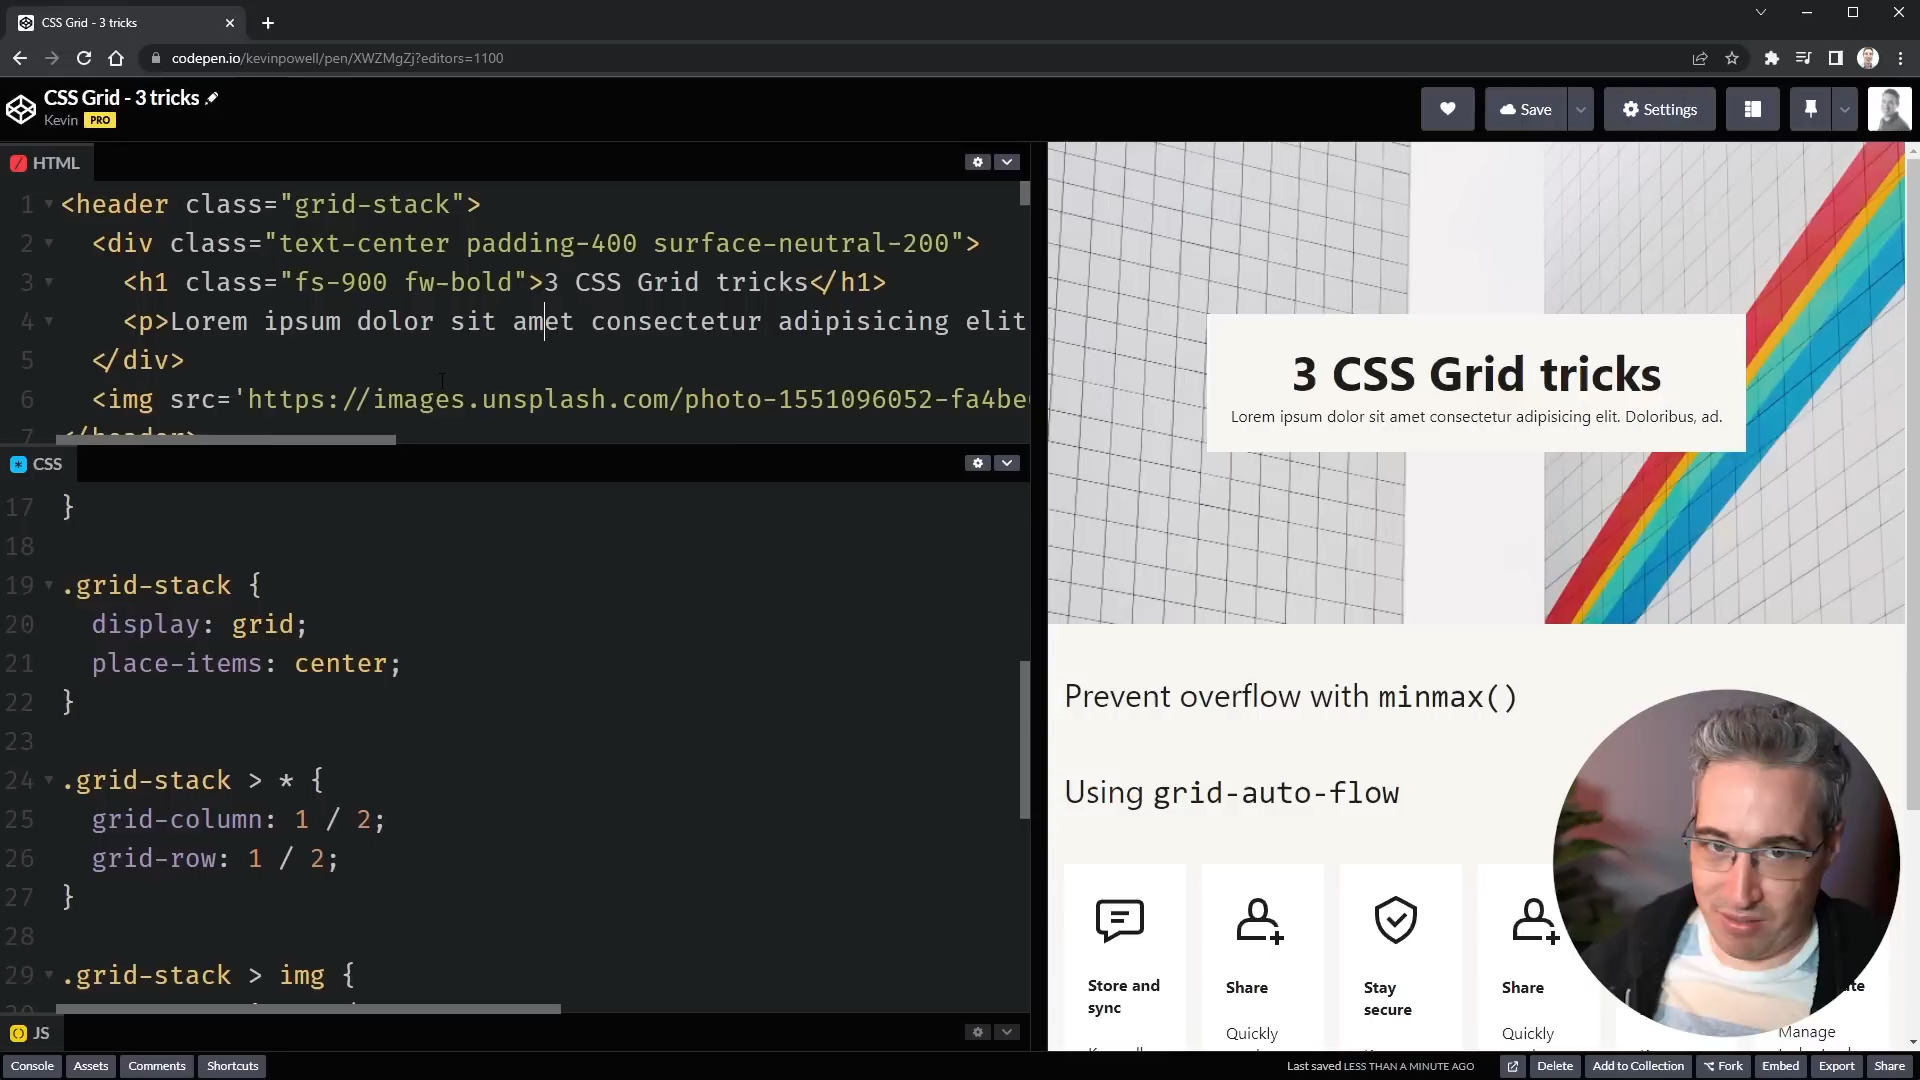 CSS Grid - 3 tricks
codepen.io/kevinpowell/pen/XWZMgZj?editors=1100
CSS Grid - 3 tricks
Kevin PRO
Save
Settings
HTML
1 <header class="grid-stack">
2 <div class="text-center padding-400 surface-neutral-200">
3 <h1 class="fs-900 fw-bold">3 CSS Grid tricks</h1>
4 <p>Lorem ipsum dolor sit amet consectetur adipisicing elit
5 </div>
6 <img src='https://images.unsplash.com/photo-1551096052-fa4be
7 </header>
CSS
17 }
18
19 .grid-stack {
20 display: grid;
21 place-items: center;
22 }
23
24 .grid-stack > * {
25 grid-column: 1 / 2;
26 grid-row: 1 / 2;
27 }
28
29 .grid-stack > img {
JS
3 CSS Grid tricks
Lorem ipsum dolor sit amet consectetur adipisicing elit. Doloribus, ad.
Prevent overflow with minmax()
Using grid-auto-flow
Store and
sync
Share
Quickly
Stay
secure
Share
Quickly
Manage
Console
Assets
Comments
Shortcuts
Last saved LESS THAN A MINUTE AGO
Delete
Add to Collection
Fork
Embed
Export
Share